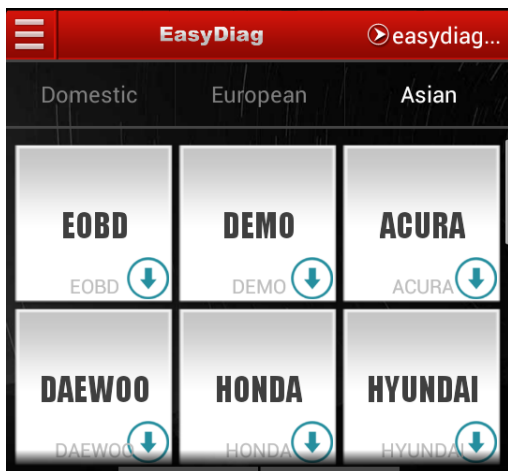 EasyDiag easydiag...
Domestic European Asian
EOBD DEMO ACURA
EOBD DEMO ACURA
DAEWOO HONDA HYUNDAI
DAEWOO HONDA HYUNDAI